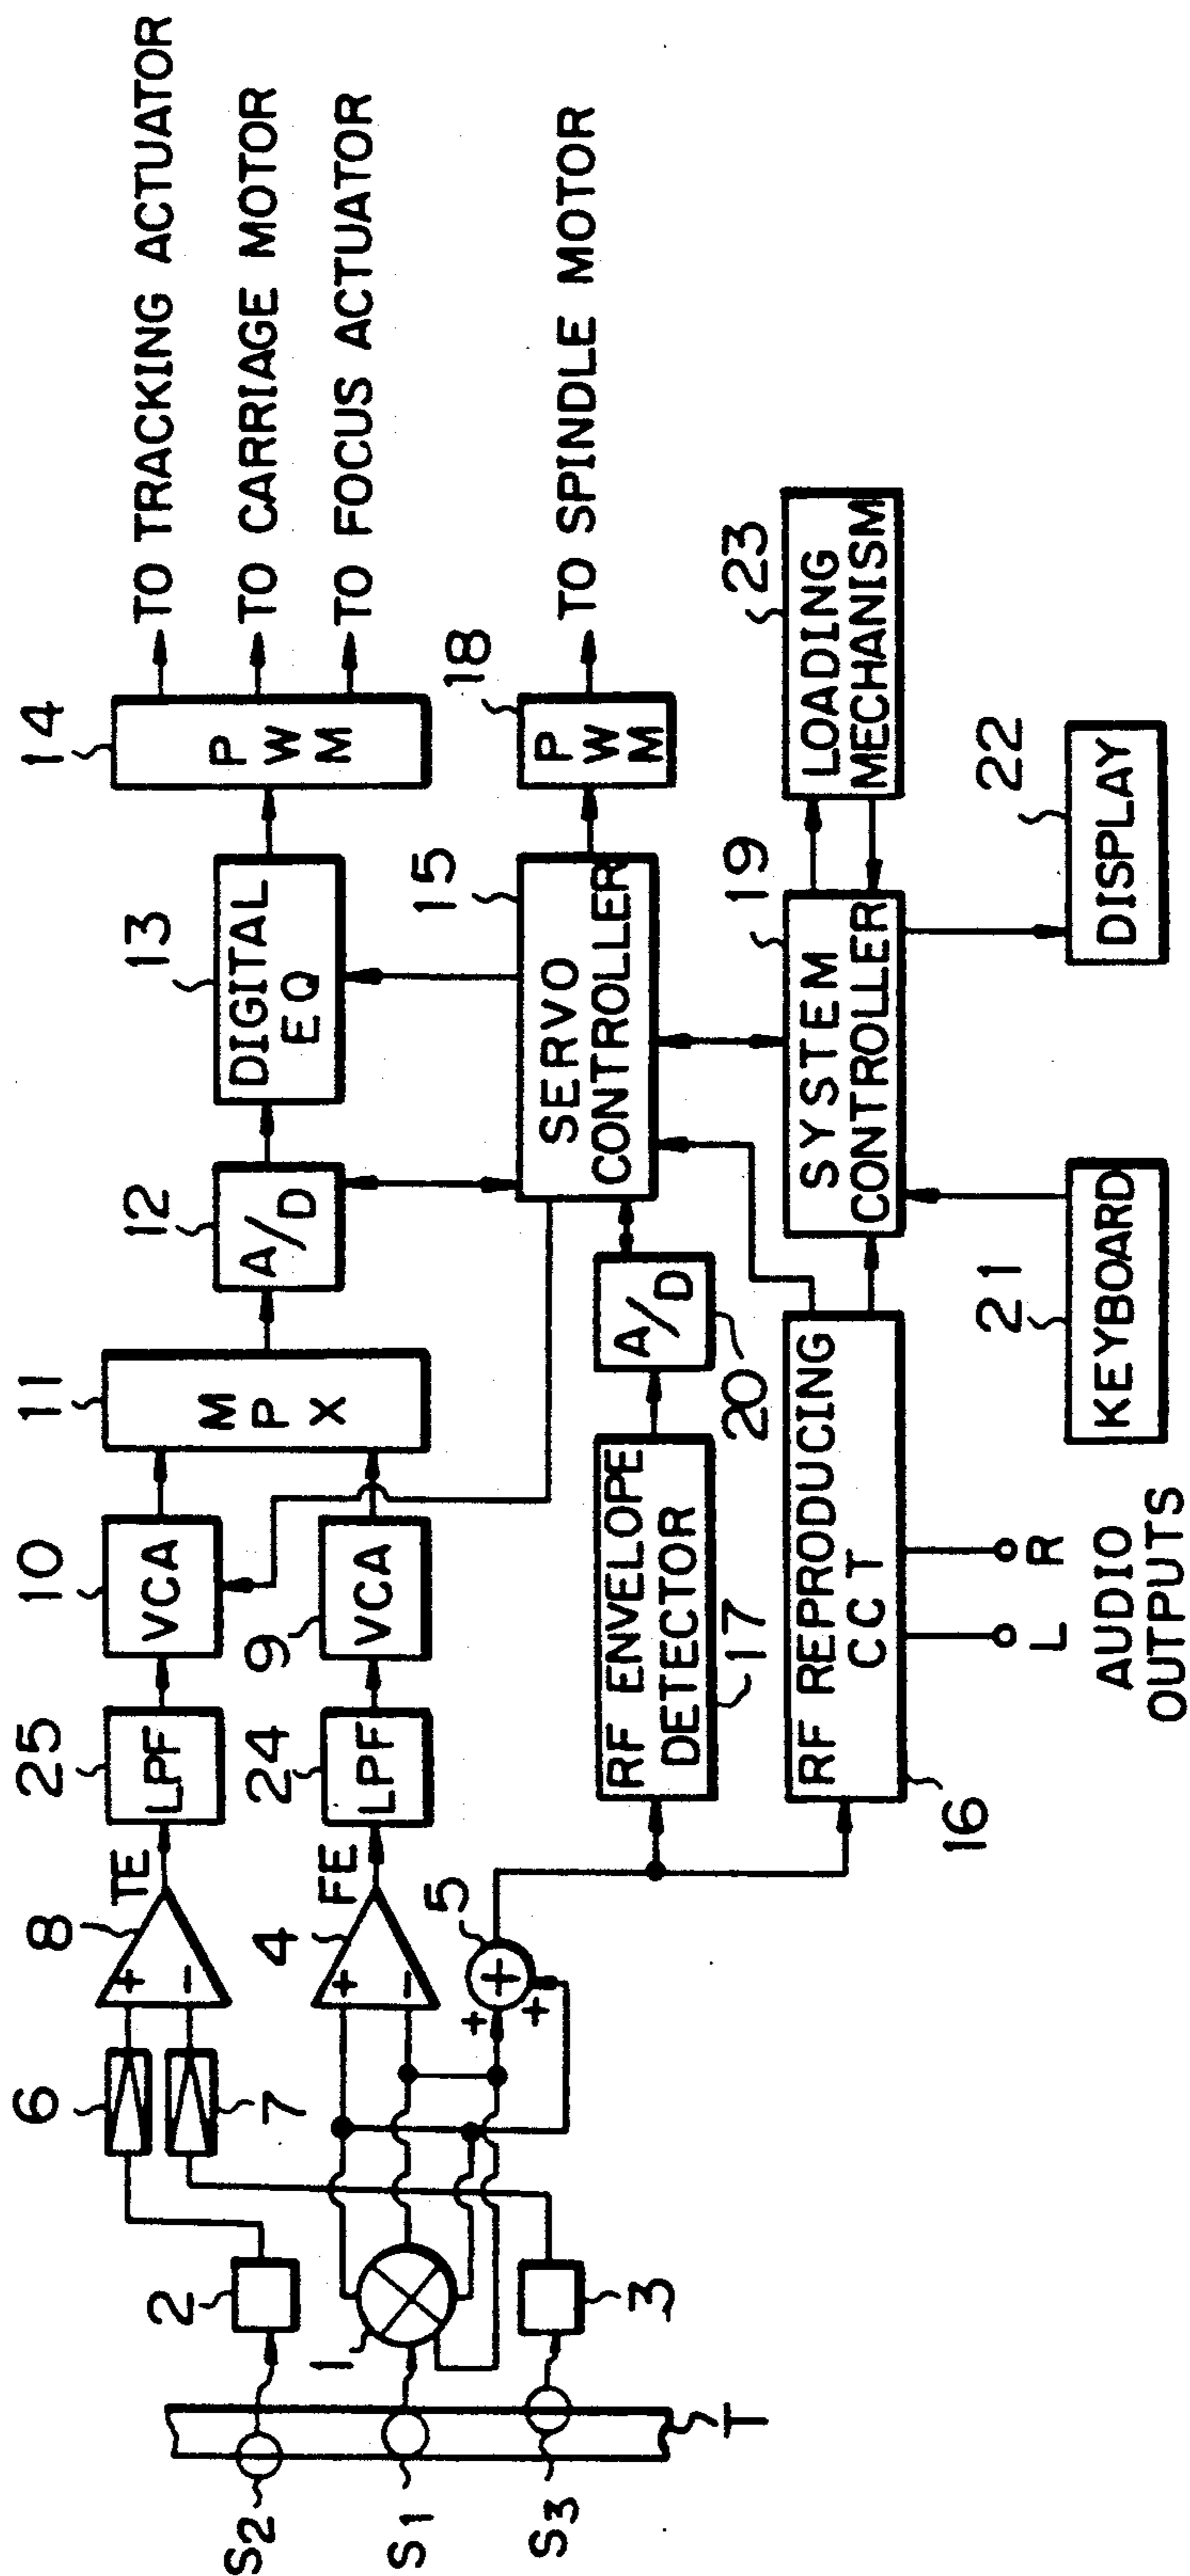 TO TRACKING ACTUATOR
TO CARRIAGE MOTOR
TO FOCUS ACTUATOR
TO SPINDLE MOTOR
14
P
W
M
18
P
W
M
13
DIGITAL
EQ
15
SERVO
CONTROLLER
12
A/D
11
M
P
X
10
VCA
9
VCA
25
LPF
24
LPF
TE
FE
8
+
−
4
+
−
5
+
+
+
6
7
2
1
3
S2
S1
S3
T
RF ENVELOPE
DETECTOR
17
A/D
20
RF REPRODUCING
CCT
16
19
SYSTEM
CONTROLLER
23
LOADING
MECHANISM
22
DISPLAY
21
KEYBOARD
L
R
AUDIO
OUTPUTS